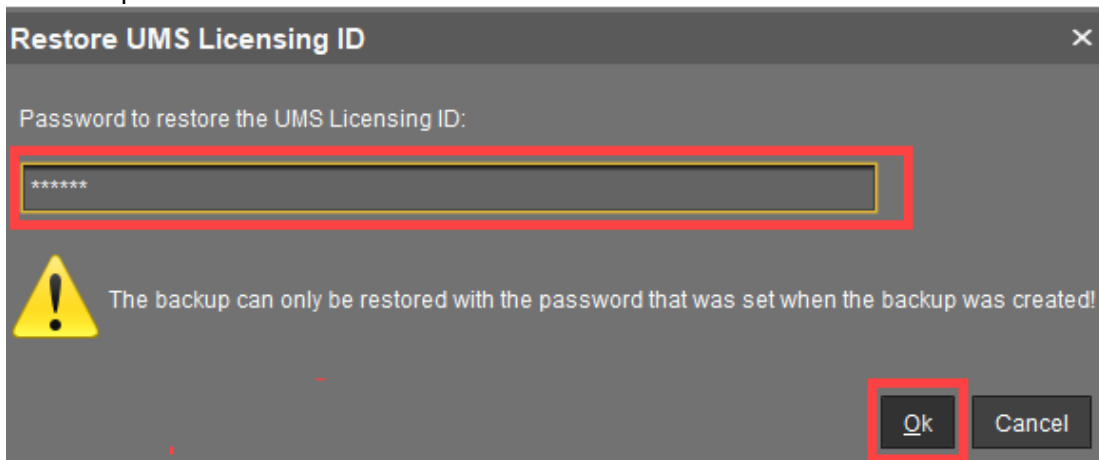 Restore UMS Licensing ID
Password to restore the UMS Licensing ID:
******
The backup can only be restored with the password that was set when the backup was created!
Ok Cancel